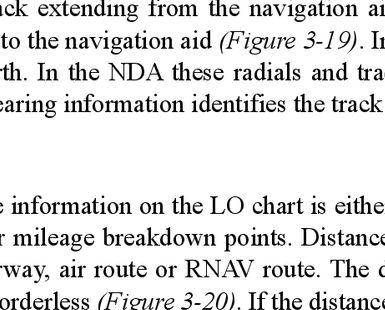 ack extending from the navigation ai
to the navigation aid (Figure 3-19). In
rth. In the NDA these radials and tra
earing information identifies the track
e information on the LO chart is eithe
r mileage breakdown points. Distance
rway, air route or RNAV route. The d
orderless (Figure 3-20). If the distance